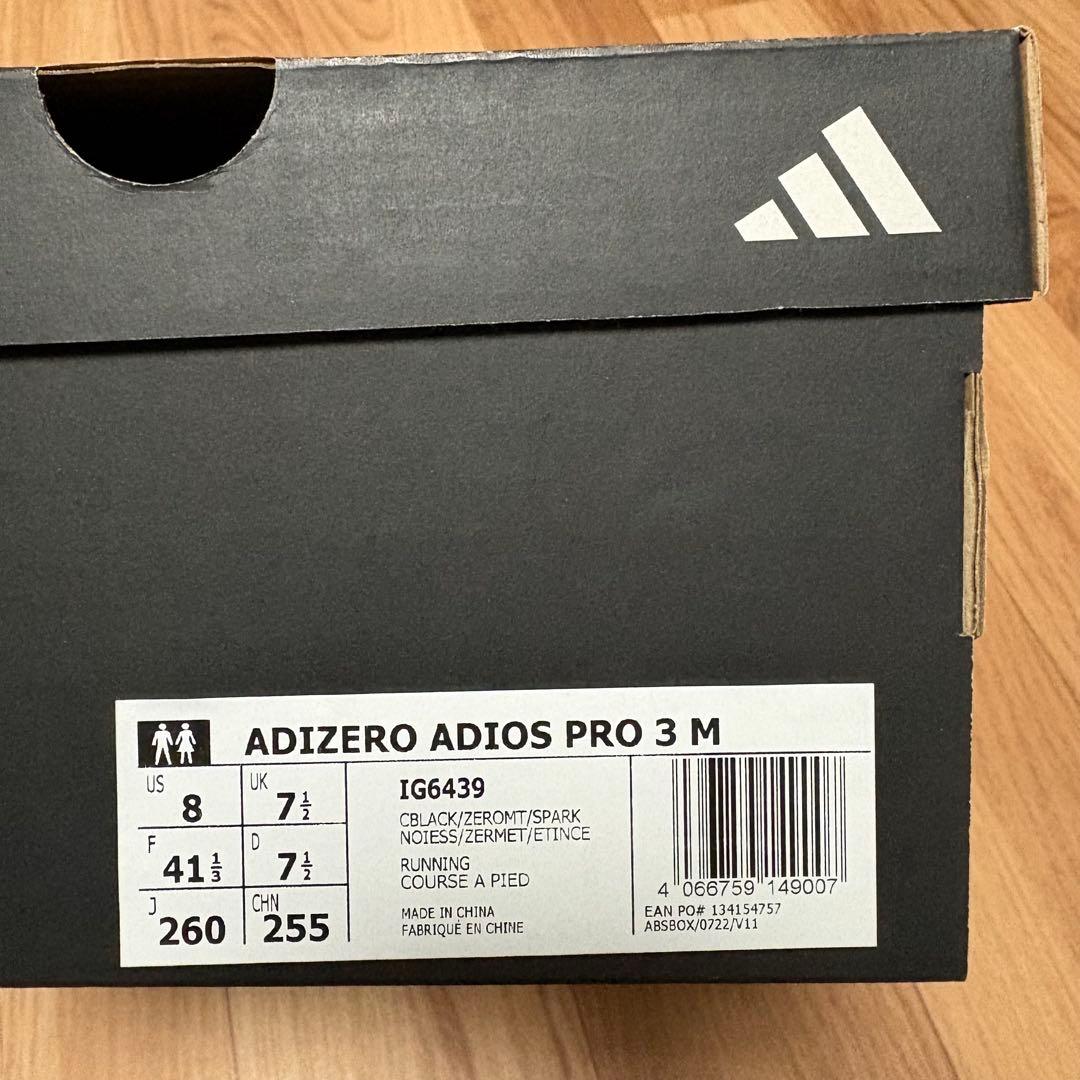 ADIZERO ADIOS PRO 3 M
US 8 UK 7 1/2
F 41 1/3 D 7 1/2
J 260 CHN 255
IG6439
CBLACK/ZEROMT/SPARK
NOIESS/ZERMET/ETINCE
RUNNING
COURSE A PIED
MADE IN CHINA
FABRIQUÉ EN CHINE
4 066759 149007
EAN PO# 134154757
ABSBOX/0722/V11